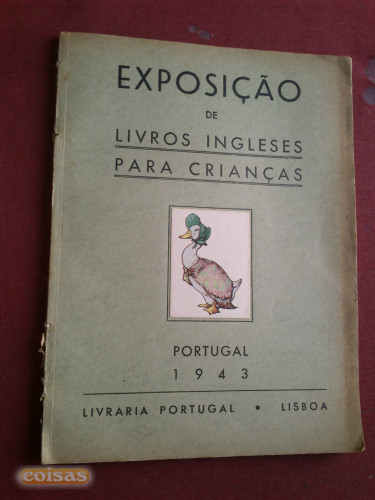 EXPOSIÇÃO
DE
LIVROS INGLESES
PARA CRIANÇAS
PORTUGAL
1943
LIVRARIA PORTUGAL • LISBOA
coisas